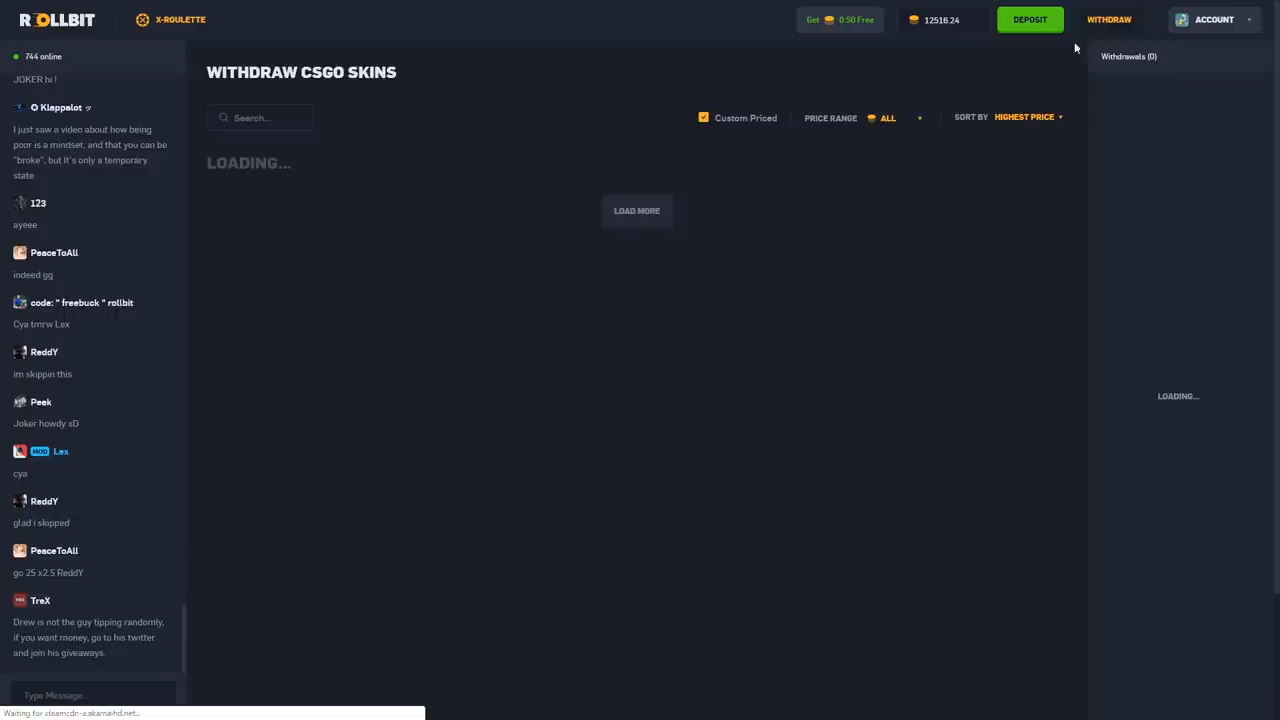 ROLLBIT
X-ROULETTE
Get 0.50 Free
12516.24
DEPOSIT
WITHDRAW
ACCOUNT
744 online
JOKER hi !
✪ Klappalot ッ
I just saw a video about how being
poor is a mindset, and that you can be
"broke", but It's only a temporary
state
123
ayeee
PeaceToAll
indeed gg
code: " freebuck " rollbit
Cya tmrw Lex
ReddY
im skippin this
Peek
Joker howdy xD
MOD Lex
cya
ReddY
glad i skipped
PeaceToAll
go 25 x2.5 ReddY
TreX
Drew is not the guy tipping randomly,
if you want money, go to his twitter
and join his giveaways.
Type Message...
Waiting for steamcdn-a.akamaihd.net...
WITHDRAW CSGO SKINS
Search...
Custom Priced
PRICE RANGE ALL
SORT BY HIGHEST PRICE
LOADING...
LOAD MORE
Withdrawals (0)
LOADING...